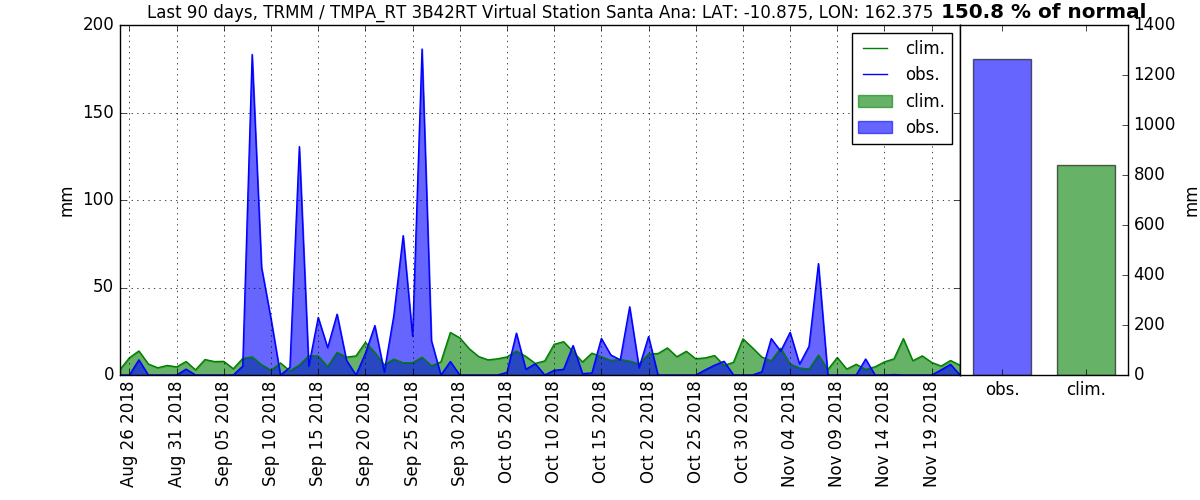 Last 90 days, TRMM / TMPA_RT 3B42RT Virtual Station Santa Ana: LAT: -10.875, LON: 162.375 150.8 % of normal
200
150
100
50
0
mm
clim.
obs.
clim.
obs.
1400
1200
1000
800
600
400
200
0
mm
obs.
clim.
Aug 26 2018
Aug 31 2018
Sep 05 2018
Sep 10 2018
Sep 15 2018
Sep 20 2018
Sep 25 2018
Sep 30 2018
Oct 05 2018
Oct 10 2018
Oct 15 2018
Oct 20 2018
Oct 25 2018
Oct 30 2018
Nov 04 2018
Nov 09 2018
Nov 14 2018
Nov 19 2018